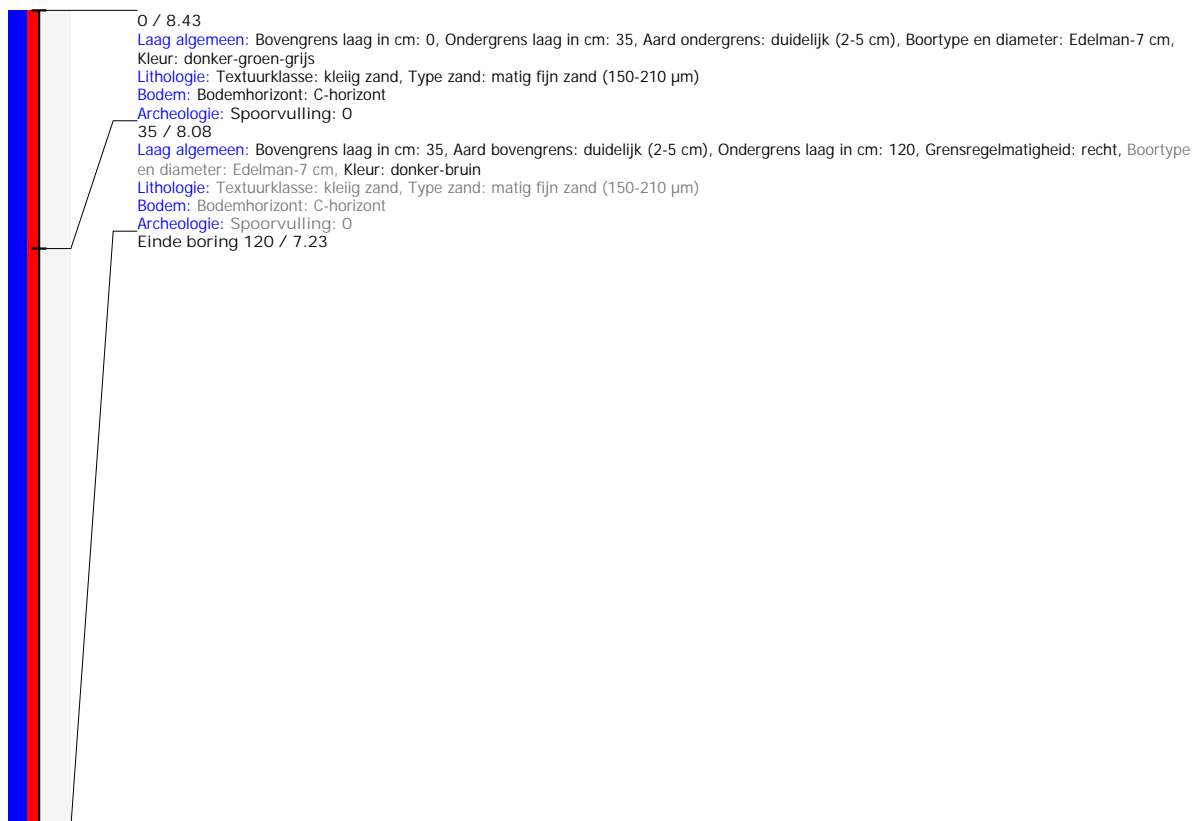 0 / 8.43
Laag algemeen: Bovengrens laag in cm: 0, Ondergrens laag in cm: 35, Aard ondergrens: duidelijk (2-5 cm), Boortype en diameter: Edelman-7 cm,
Kleur: donker-groen-grijs
Lithologie: Textuurklasse: kleiig zand, Type zand: matig fijn zand (150-210 µm)
Bodem: Bodemhorizont: C-horizont
Archeologie: Spoorvulling: 0
35 / 8.08
Laag algemeen: Bovengrens laag in cm: 35, Aard bovengrens: duidelijk (2-5 cm), Ondergrens laag in cm: 120, Grensregelmatigheid: recht, Boortype
en diameter: Edelman-7 cm, Kleur: donker-bruin
Lithologie: Textuurklasse: kleiig zand, Type zand: matig fijn zand (150-210 µm)
Bodem: Bodemhorizont: C-horizont
Archeologie: Spoorvulling: 0
Einde boring 120 / 7.23